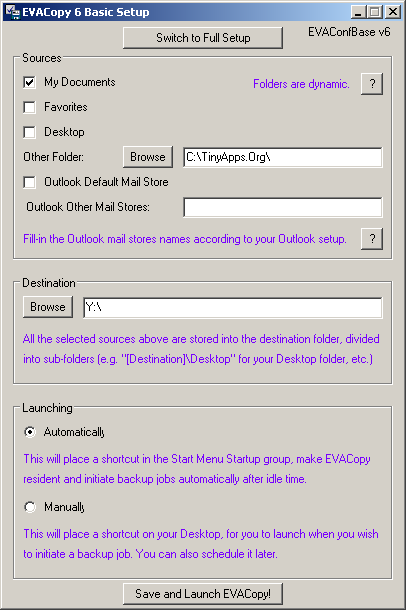 EVACopy 6 Basic Setup
Switch to Full Setup
EVAConfBase v6
Sources
My Documents
Folders are dynamic.
?
Favorites
Desktop
Other Folder:
Browse
C:\TinyApps.Org\
Outlook Default Mail Store
Outlook Other Mail Stores:
Fill-in the Outlook mail stores names according to your Outlook setup.
?
Destination
Browse
Y:\
All the selected sources above are stored into the destination folder, divided
into sub-folders (e.g. "[Destination]\Desktop" for your Desktop folder, etc.)
Launching
Automatically
This will place a shortcut in the Start Menu Startup group, make EVACopy
resident and initiate backup jobs automatically after idle time.
Manually
This will place a shortcut on your Desktop, for you to launch when you wish
to initiate a backup job. You can also schedule it later.
Save and Launch EVACopy!